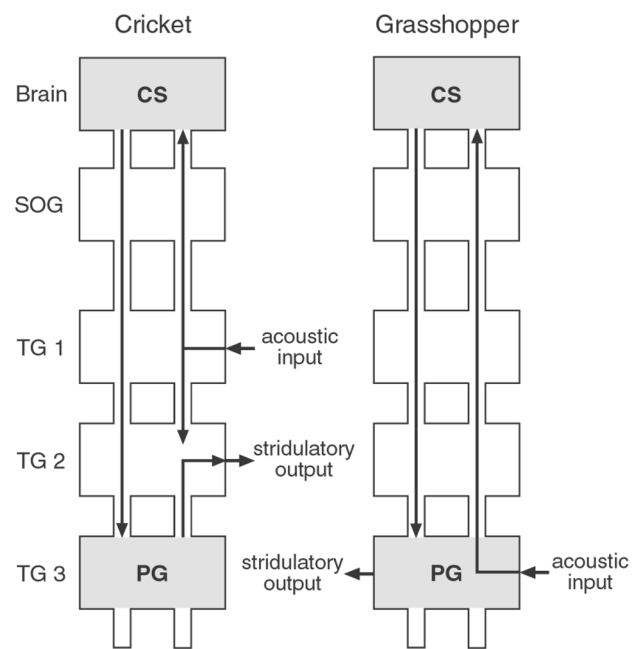 Cricket
Grasshopper
Brain
CS
CS
SOG
TG 1
acoustic
input
TG 2
stridulatory
output
TG 3
PG
stridulatory
output
PG
acoustic
input